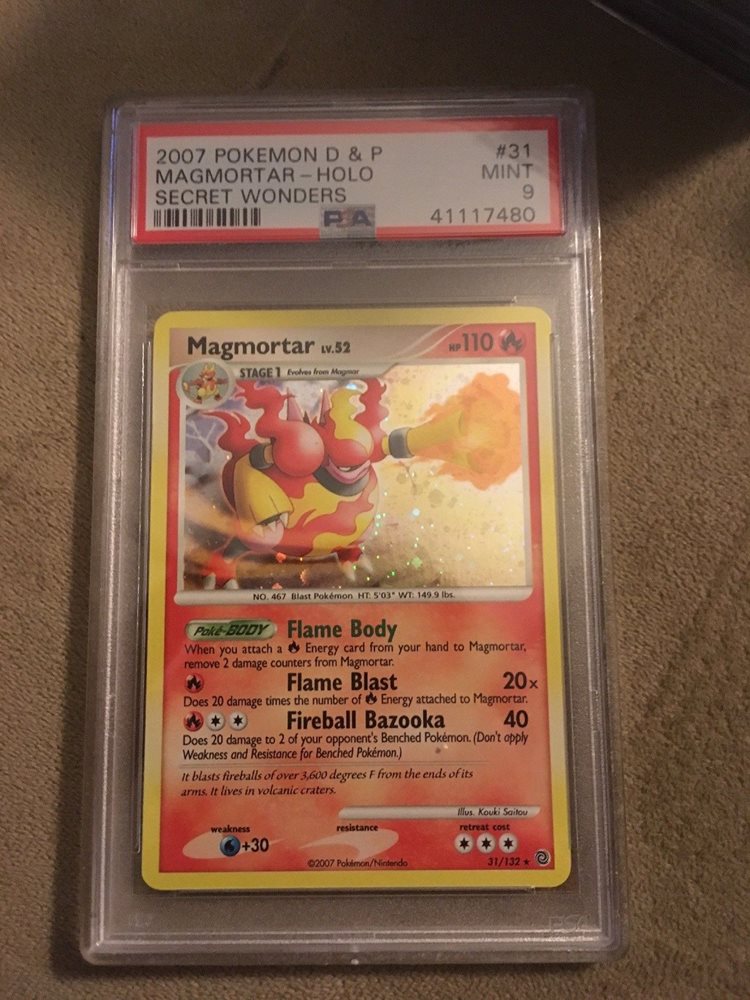 2007 POKEMON D & P #31
MAGMORTAR - HOLO MINT
SECRET WONDERS 9
PSA 41117480
Magmortar LV.52 HP 110
STAGE 1 Evolves from Magmar
NO. 467 Blast Pokémon HT: 5'03" WT: 149.9 lbs.
Poké-BODY Flame Body
When you attach a Energy card from your hand to Magmortar,
remove 2 damage counters from Magmortar.
Flame Blast 20x
Does 20 damage times the number of Energy attached to Magmortar.
Fireball Bazooka 40
Does 20 damage to 2 of your opponent's Benched Pokémon. (Don't apply
Weakness and Resistance for Benched Pokémon.)
It blasts fireballs of over 3,600 degrees F from the ends of its
arms. It lives in volcanic craters.
Illus. Kouki Saitou
weakness resistance retreat cost
+30
©2007 Pokémon/Nintendo 31/132 ★
PSA